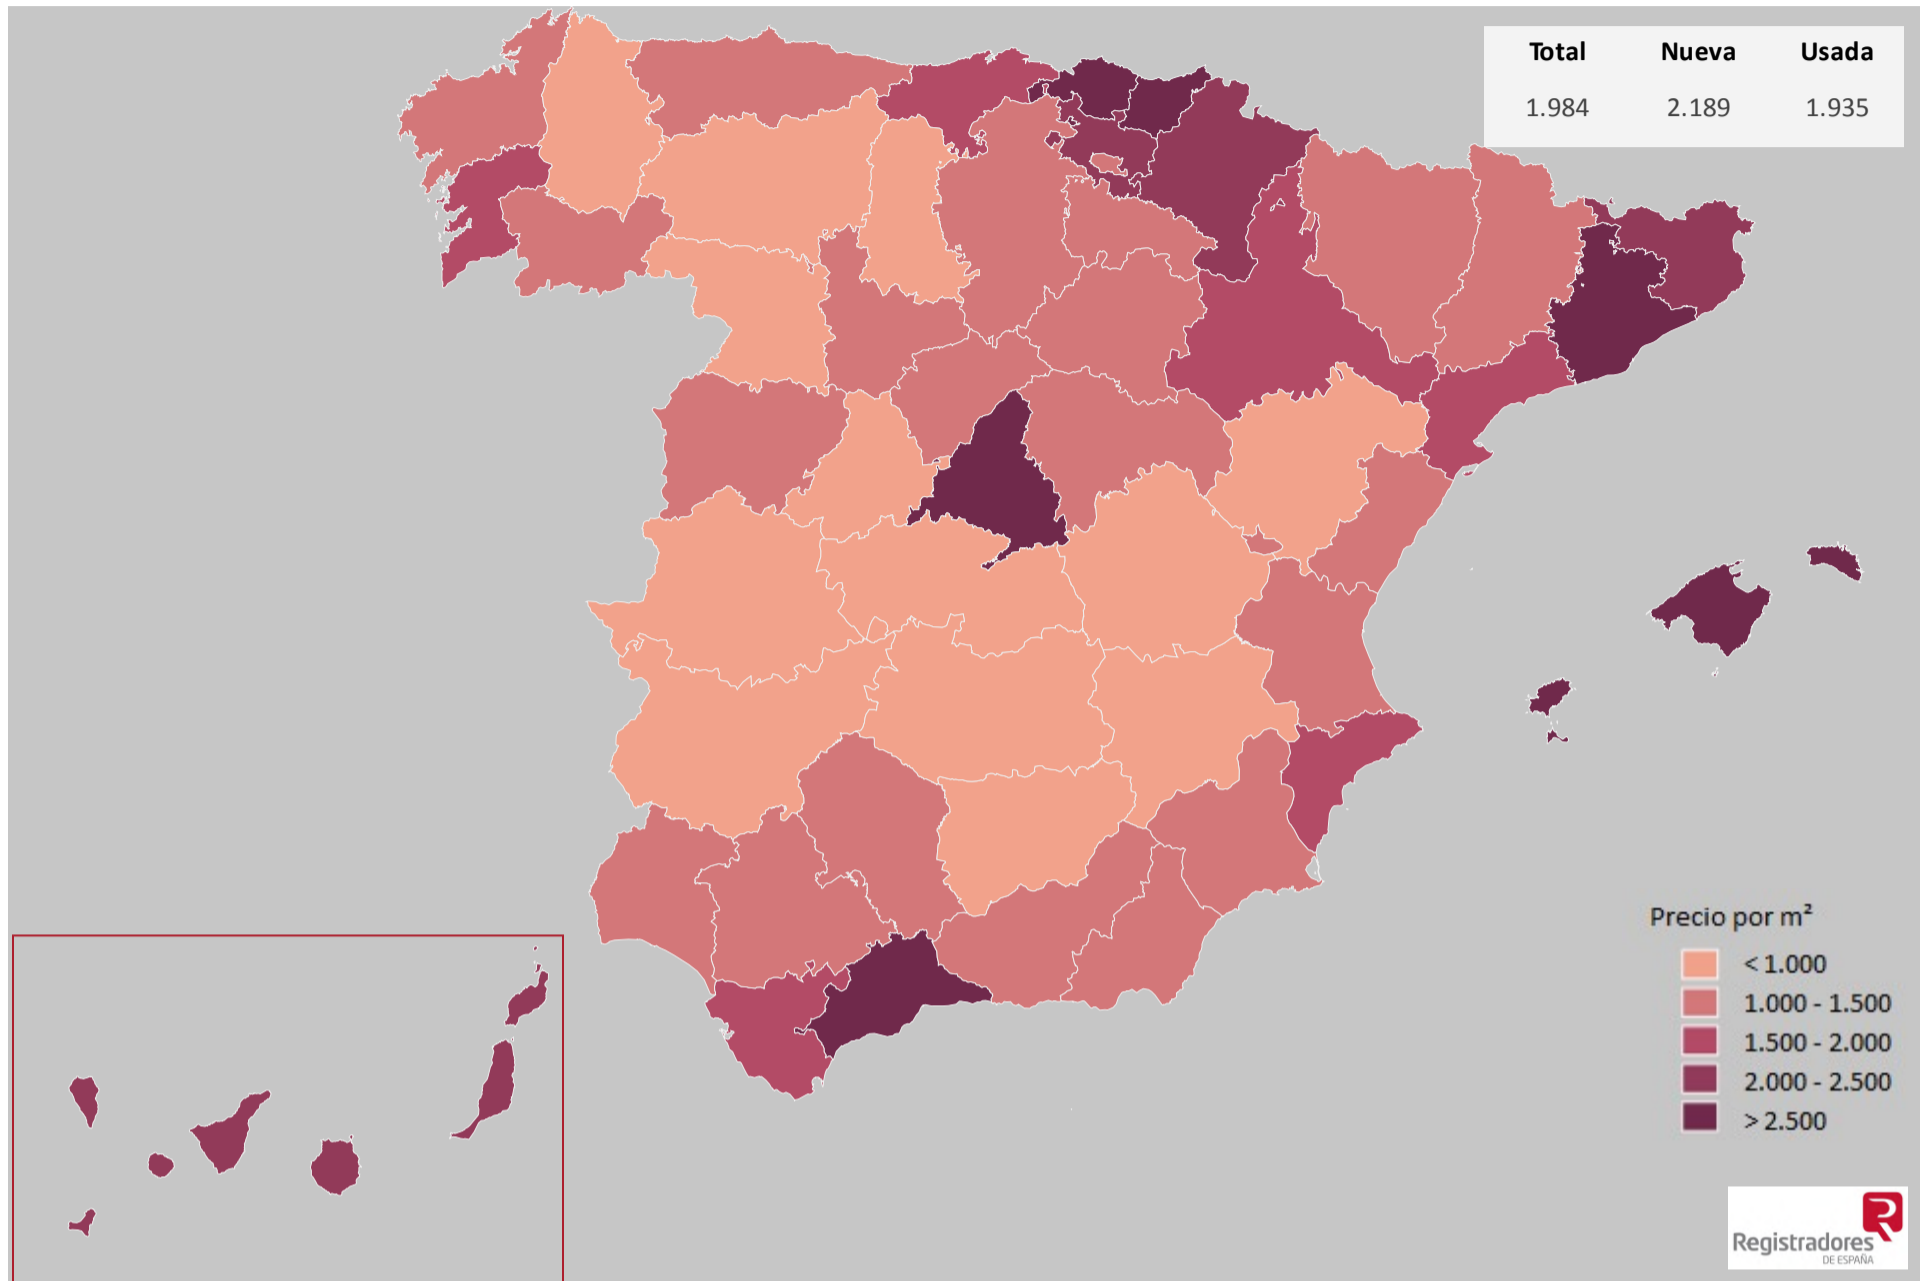 Total Nueva Usada
1.984 2.189 1.935
Precio por m²
< 1.000
1.000 - 1.500
1.500 - 2.000
2.000 - 2.500
> 2.500
Registradores
DE ESPAÑA